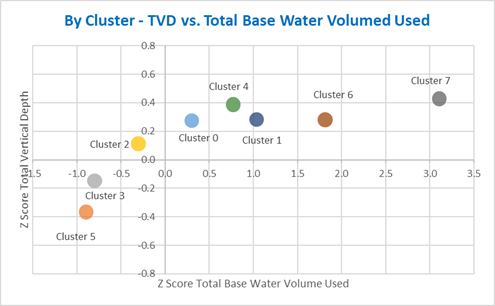 By Cluster - TVD vs. Total Base Water Volumed Used
Z Score Total Vertical Depth
0.8
0.6
0.4
0.2
0.0
-0.2
-0.4
-0.6
-0.8
1.5
-1.0
-0.5
0.0
0.5
1.0
1.5
2.0
2.5
3.0
3.5
Cluster 7
Cluster 4
Cluster 6
Cluster 0
Cluster 1
Cluster 2
Cluster 3
Cluster 5
Z Score Total Base Water Volume Used